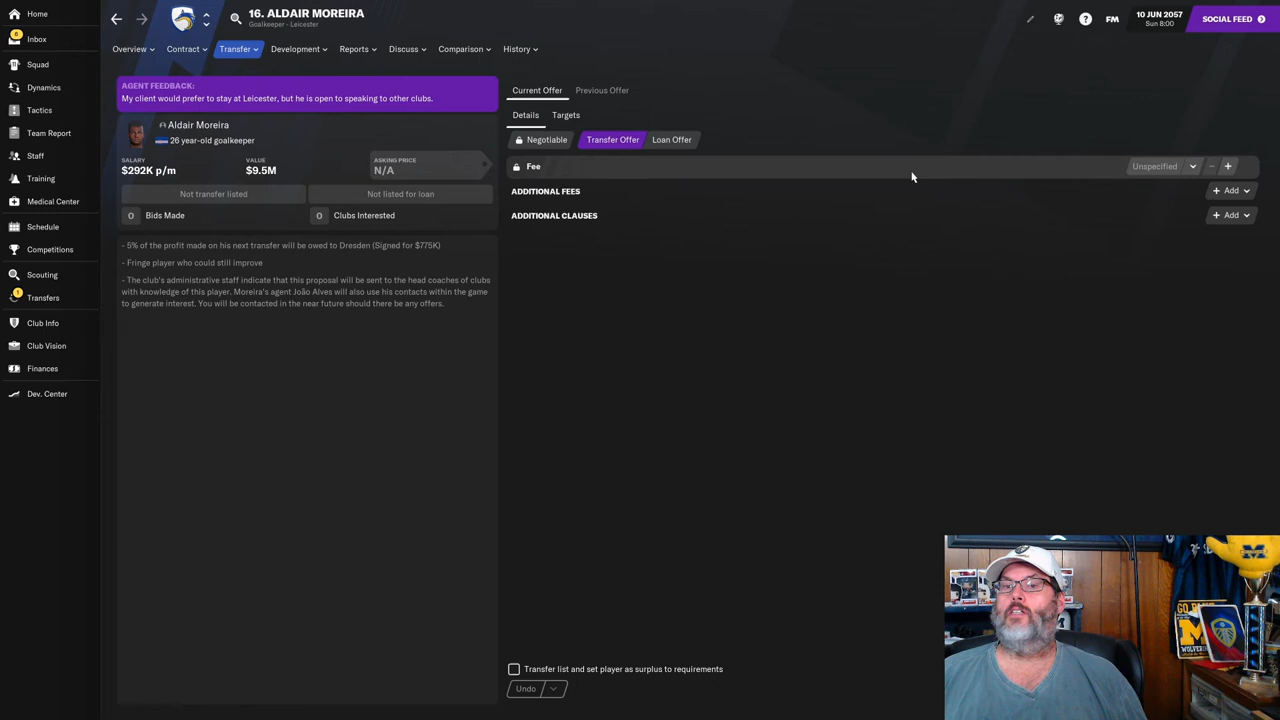 Home
6
Inbox
Squad
Dynamics
Tactics
Team Report
Staff
Training
Medical Center
Schedule
Competitions
Scouting
1
Transfers
Club Info
Club Vision
Finances
Dev. Center
16. ALDAIR MOREIRA
Goalkeeper - Leicester
? FM
10 JUN 2057
Sun 8:00
SOCIAL FEED
Overview
Contract
Transfer
Development
Reports
Discuss
Comparison
History
AGENT FEEDBACK:
My client would prefer to stay at Leicester, but he is open to speaking to other clubs.
Aldair Moreira
26 year-old goalkeeper
SALARY
$292K p/m
VALUE
$9.5M
ASKING PRICE
N/A
Not transfer listed
Not listed for loan
0 Bids Made
0 Clubs Interested
- 5% of the profit made on his next transfer will be owed to Dresden (Signed for $775K)
- Fringe player who could still improve
- The club's administrative staff indicate that this proposal will be sent to the head coaches of clubs
with knowledge of this player. Moreira's agent João Alves will also use his contacts within the game
to generate interest. You will be contacted in the near future should there be any offers.
Current Offer
Previous Offer
Details
Targets
Negotiable
Transfer Offer
Loan Offer
Fee
Unspecified
ADDITIONAL FEES
+ Add
ADDITIONAL CLAUSES
+ Add
Transfer list and set player as surplus to requirements
Undo
M
GO BLUE
M
WOLVERINES